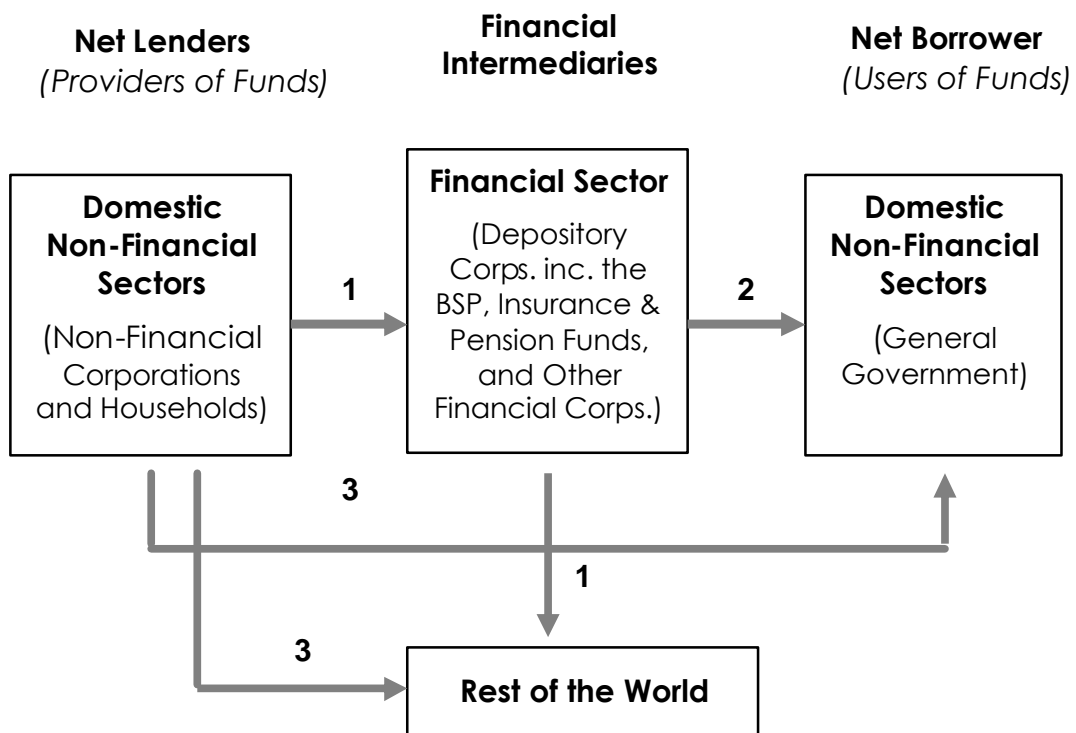 Net Lenders
(Providers of Funds)
Financial
Intermediaries
Net Borrower
(Users of Funds)
Domestic
Non-Financial
Sectors
(Non-Financial
Corporations
and Households)
1
Financial Sector
(Depository
Corps. inc. the
BSP, Insurance &
Pension Funds,
and Other
Financial Corps.)
2
Domestic
Non-Financial
Sectors
(General
Government)
3
1
3
Rest of the World